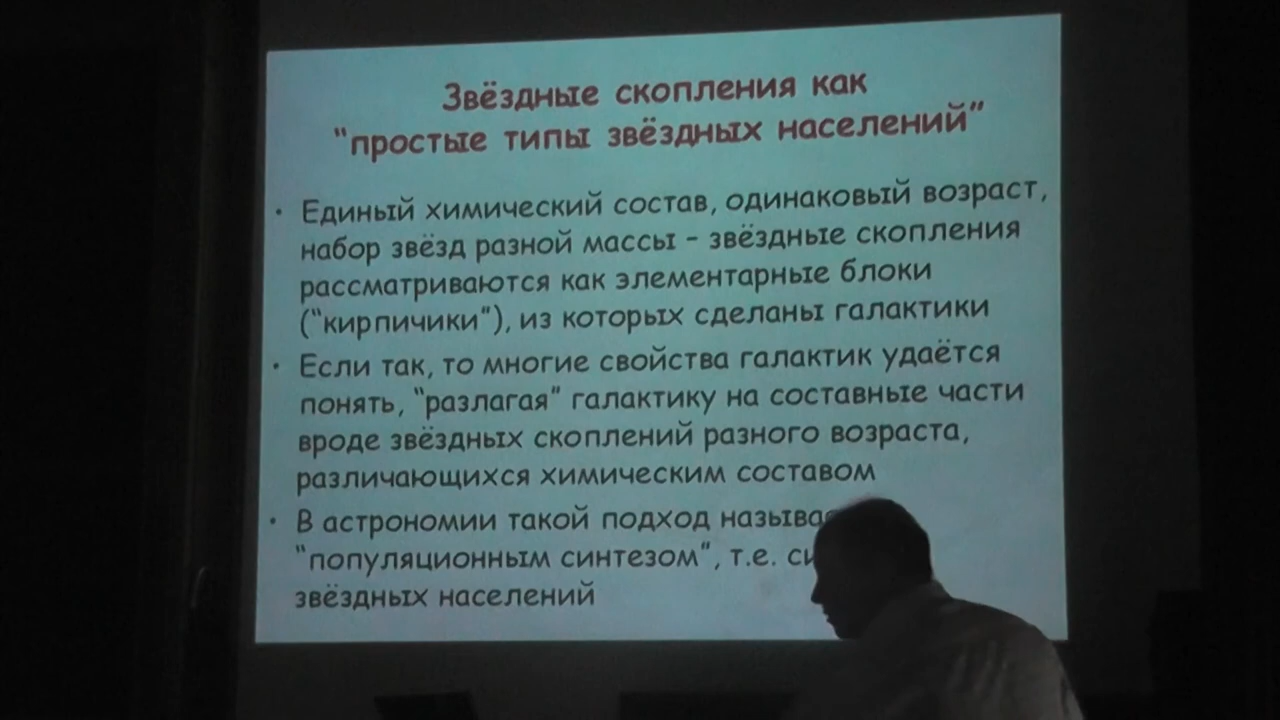 Звёздные скопления как
"простые типы звёздных населений"
• Единый химический состав, одинаковый возраст,
набор звёзд разной массы – звёздные скопления
рассматриваются как элементарные блоки
("кирпичики"), из которых сделаны галактики
• Если так, то многие свойства галактик удаётся
понять, "разлагая" галактику на составные части
вроде звёздных скоплений разного возраста,
различающихся химическим составом
• В астрономии такой подход
"популяционным синтезом", т.е.
звёздных населений